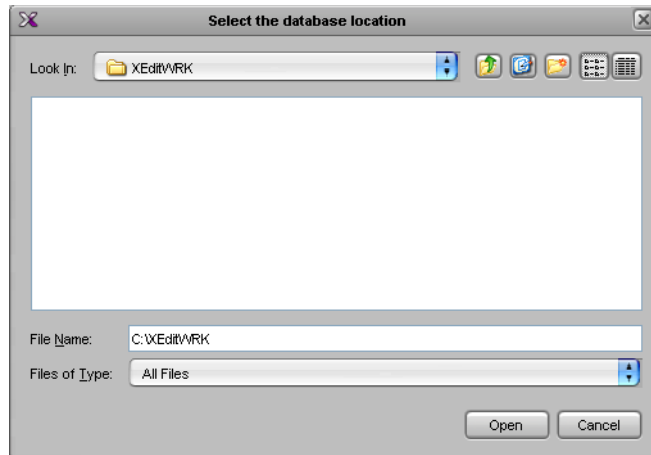 Select the database location
Look In: XEditWRK
File Name: C:\XEditWRK
Files of Type: All Files
Open Cancel